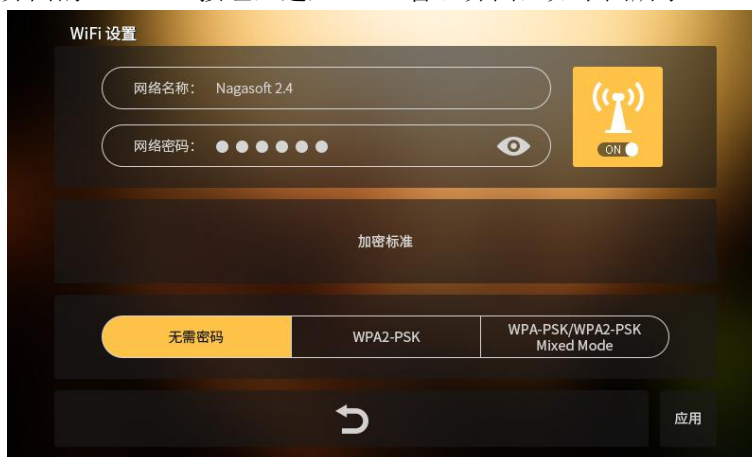 WiFi 设置
网络名称： Nagasoft 2.4
网络密码：
ON
加密标准
无需密码
WPA2-PSK
WPA-PSK/WPA2-PSK
Mixed Mode
应用